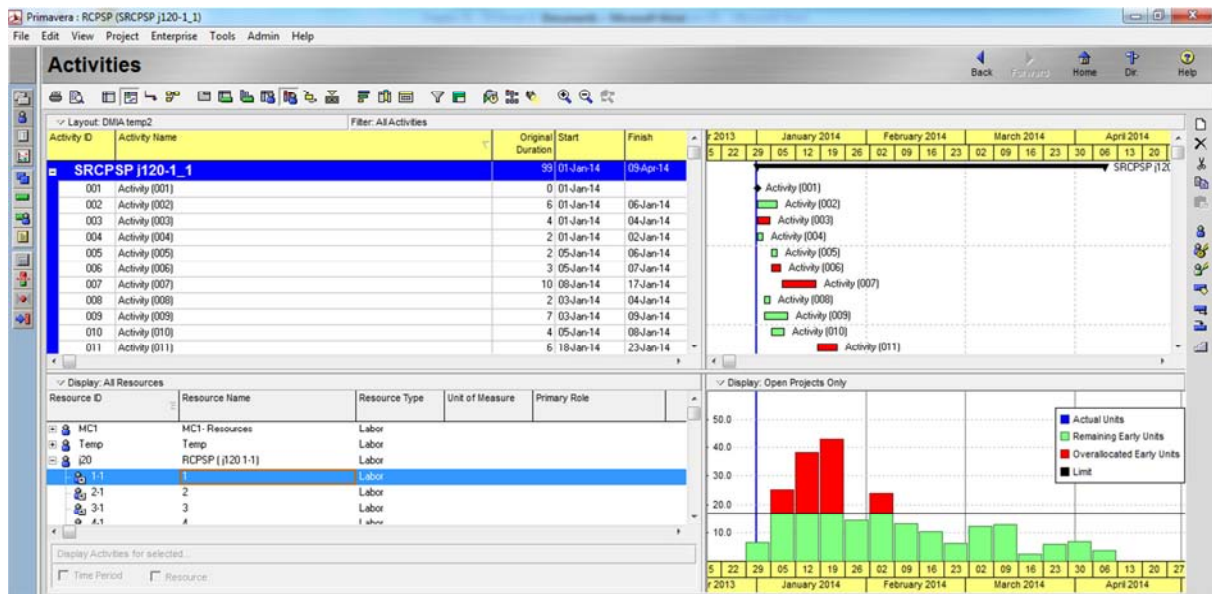 Primavera : RCPSP (SRCPSP j120-1_1)
File Edit View Project Enterprise Tools Admin Help
Activities
Back Forward Home Dir. Help
Layout: DMIA temp2 Filter: All Activities
Activity ID Activity Name Original Duration Start Finish
r 2013 January 2014 February 2014 March 2014 April 2014
5 22 29 05 12 19 26 02 09 16 23 02 09 16 23 30 06 13 20
SRCPSP j120-1_1 99 01-Jan-14 09-Apr-14 SRCPSP j120
001 Activity (001) 0 01-Jan-14 Activity (001)
002 Activity (002) 6 01-Jan-14 06-Jan-14 Activity (002)
003 Activity (003) 4 01-Jan-14 04-Jan-14 Activity (003)
004 Activity (004) 2 01-Jan-14 02-Jan-14 Activity (004)
005 Activity (005) 2 05-Jan-14 06-Jan-14 Activity (005)
006 Activity (006) 3 05-Jan-14 07-Jan-14 Activity (006)
007 Activity (007) 10 08-Jan-14 17-Jan-14 Activity (007)
008 Activity (008) 2 03-Jan-14 04-Jan-14 Activity (008)
009 Activity (009) 7 03-Jan-14 09-Jan-14 Activity (009)
010 Activity (010) 4 05-Jan-14 08-Jan-14 Activity (010)
011 Activity (011) 6 18-Jan-14 23-Jan-14 Activity (011)
Display: All Resources
Resource ID Resource Name Resource Type Unit of Measure Primary Role
MC1 MC1- Resources Labor
Temp Temp Labor
j20 RCPSP ( j120 1-1) Labor
1-1 1 Labor
2-1 2 Labor
3-1 3 Labor
4-1 4 Labor
Display Activities for selected...
Time Period Resource
Display: Open Projects Only
50.0
40.0
30.0
20.0
10.0
Actual Units
Remaining Early Units
Overallocated Early Units
Limit
5 22 29 05 12 19 26 02 09 16 23 02 09 16 23 30 06 13 20 27
r 2013 January 2014 February 2014 March 2014 April 2014